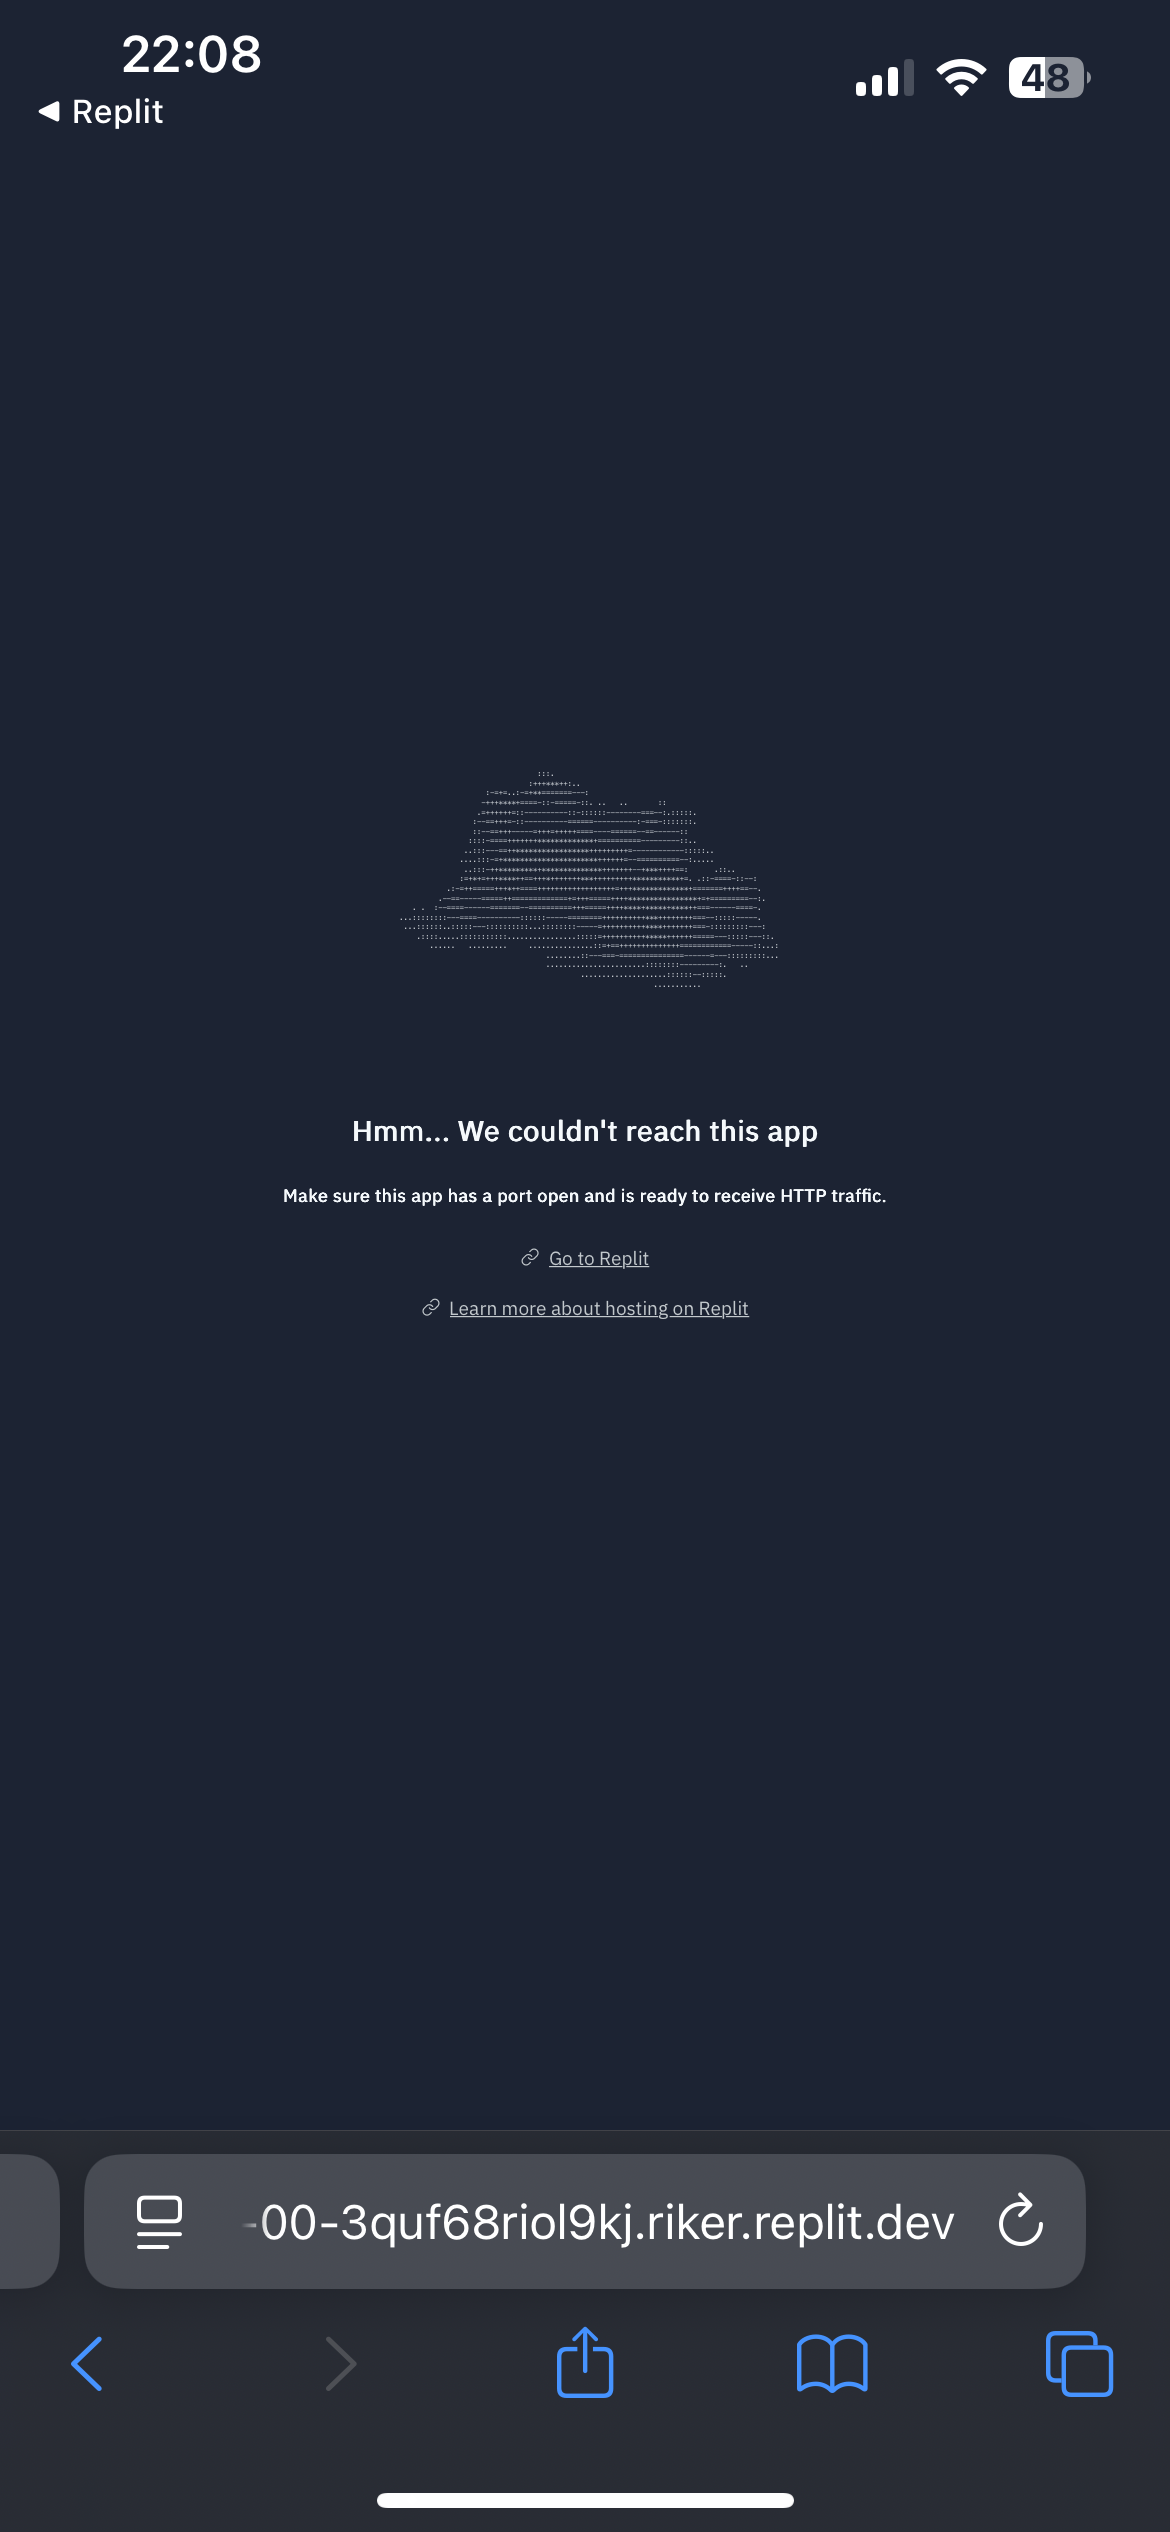 22:08
Replit
48
Hmm... We couldn't reach this app
Make sure this app has a port open and is ready to receive HTTP traffic.
Go to Replit
Learn more about hosting on Replit
-00-3quf68riol9kj.riker.replit.dev